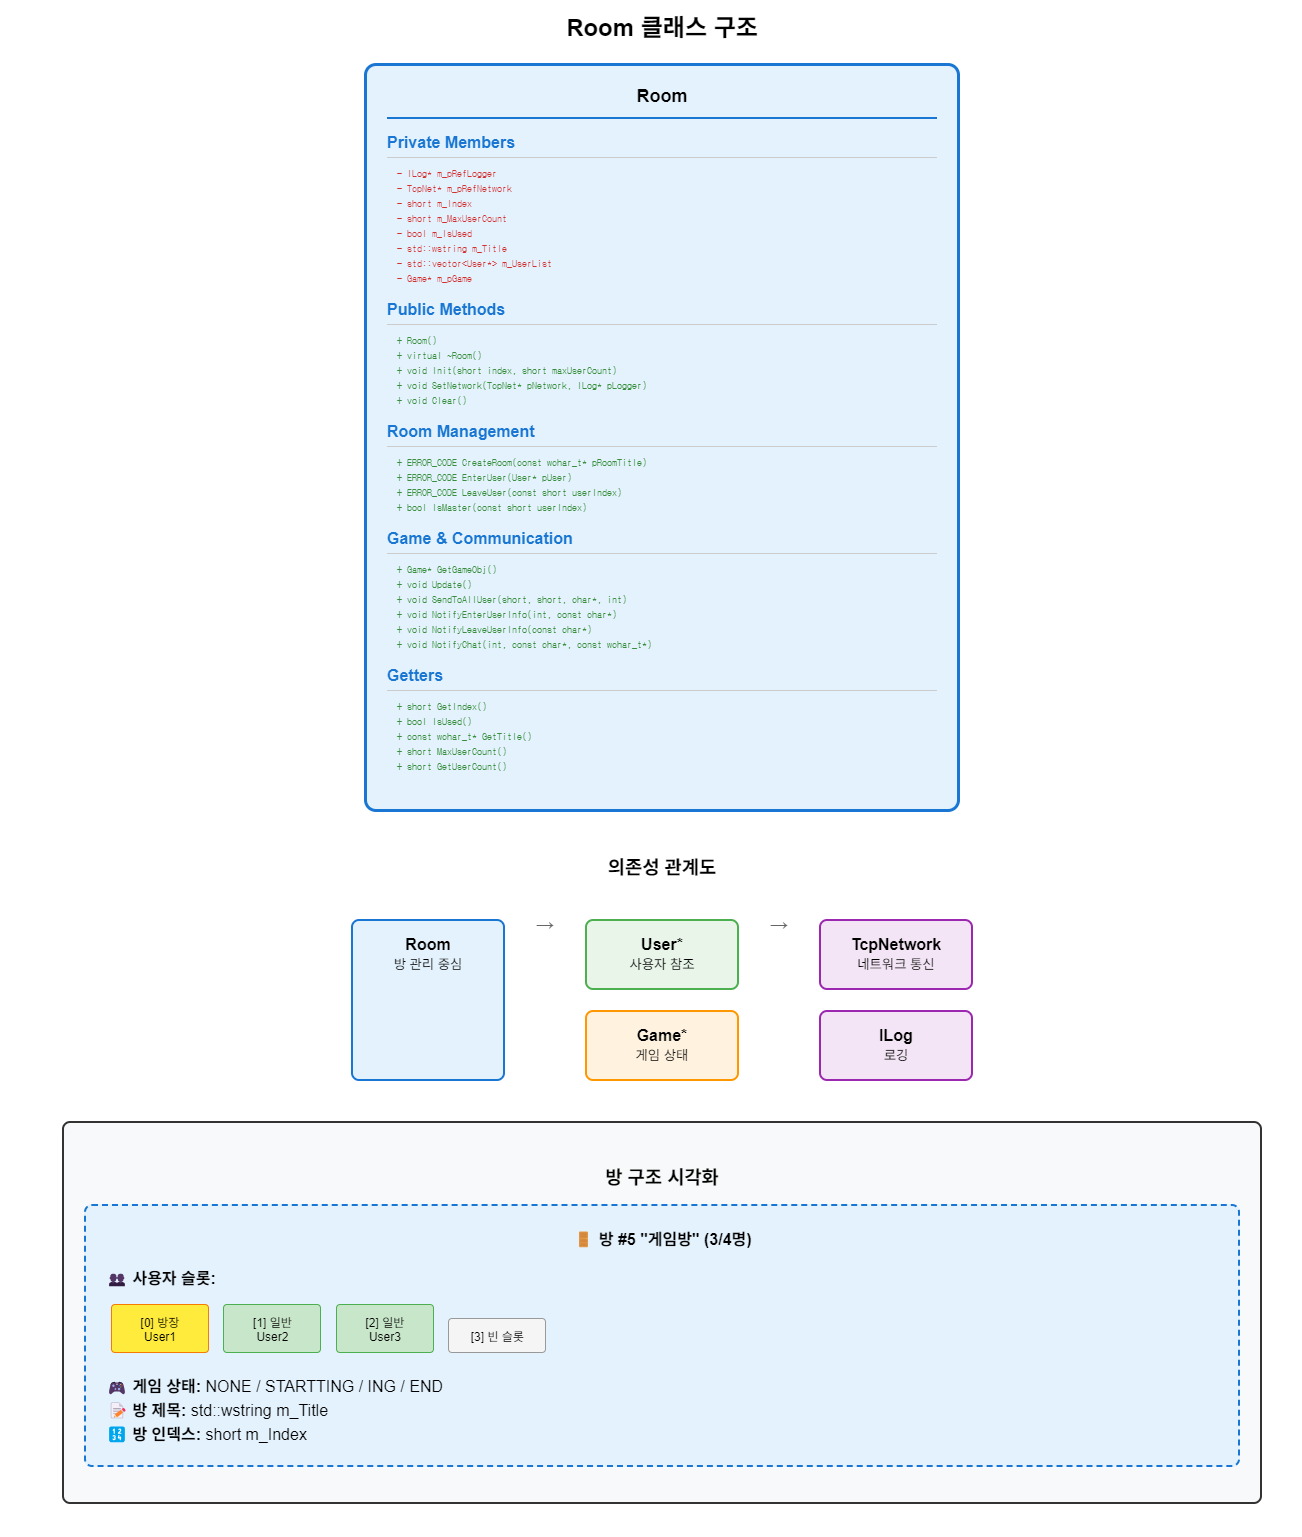 Room 클래스 구조
Room
Private Members
- ILog* m_pRefLogger
- TcpNet* m_pRefNetwork
- short m_Index
- short m_MaxUserCount
- bool m_IsUsed
- std::wstring m_Title
- std::vector<User*> m_UserList
- Game* m_pGame
Public Methods
+ Room()
+ virtual ~Room()
+ void Init(short index, short maxUserCount)
+ void SetNetwork(TcpNet* pNetwork, ILog* pLogger)
+ void Clear()
Room Management
+ ERROR_CODE CreateRoom(const wchar_t* pRoomTitle)
+ ERROR_CODE EnterUser(User* pUser)
+ ERROR_CODE LeaveUser(const short userIndex)
+ bool IsMaster(const short userIndex)
Game & Communication
+ Game* GetGameObj()
+ void Update()
+ void SendToAllUser(short, short, char*, int)
+ void NotifyEnterUserInfo(int, const char*)
+ void NotifyLeaveUserInfo(const char*)
+ void NotifyChat(int, const char*, const wchar_t*)
Getters
+ short GetIndex()
+ bool IsUsed()
+ const wchar_t* GetTitle()
+ short MaxUserCount()
+ short GetUserCount()
의존성 관계도
Room
방 관리 중심
→
User*
사용자 참조
→
TcpNetwork
네트워크 통신
Game*
게임 상태
ILog
로깅
방 구조 시각화
🚪 방 #5 "게임방" (3/4명)
👥 사용자 슬롯:
[0] 방장
User1
[1] 일반
User2
[2] 일반
User3
[3] 빈 슬롯
🎮 게임 상태: NONE / STARTTING / ING / END
📝 방 제목: std::wstring m_Title
🔢 방 인덱스: short m_Index